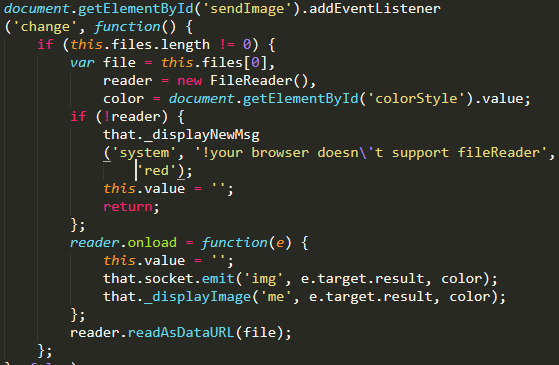 document.getElementById('sendImage').addEventListener
('change', function() {
    if (this.files.length != 0) {
        var file = this.files[0],
            reader = new FileReader(),
            color = document.getElementById('colorStyle').value;
        if (!reader) {
            that._displayNewMsg
            ('system', '!your browser doesn\'t support fileReader',
                'red');
            this.value = '';
            return;
        };
        reader.onload = function(e) {
            this.value = '';
            that.socket.emit('img', e.target.result, color);
            that._displayImage('me', e.target.result, color);
        };
        reader.readAsDataURL(file);
    };